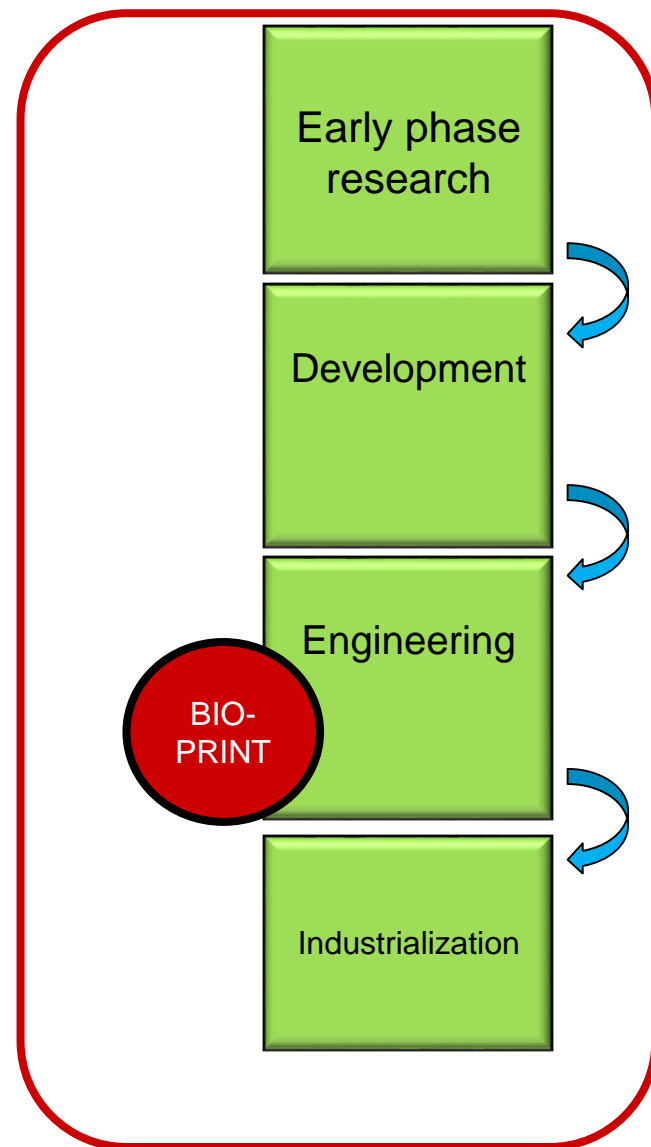 Early phase
research
Development
Engineering
BIO-
PRINT
Industrialization